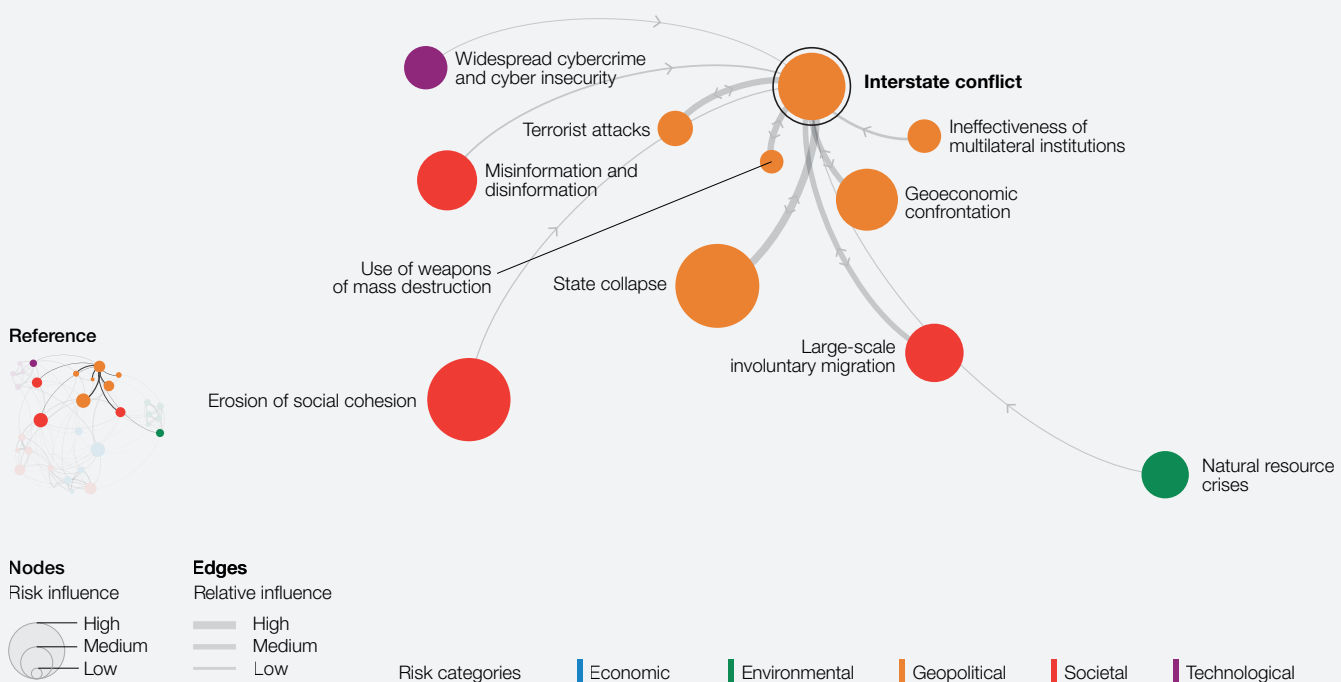 Widespread cybercrime
and cyber insecurity
Interstate conflict
Terrorist attacks
Ineffectiveness of
multilateral institutions
Misinformation and
disinformation
Geoeconomic
confrontation
Use of weapons
of mass destruction
State collapse
Reference
Large-scale
involuntary migration
Erosion of social cohesion
Natural resource
crises
Nodes
Risk influence
High
Medium
Low
Edges
Relative influence
High
Medium
Low
Risk categories
Economic
Environmental
Geopolitical
Societal
Technological